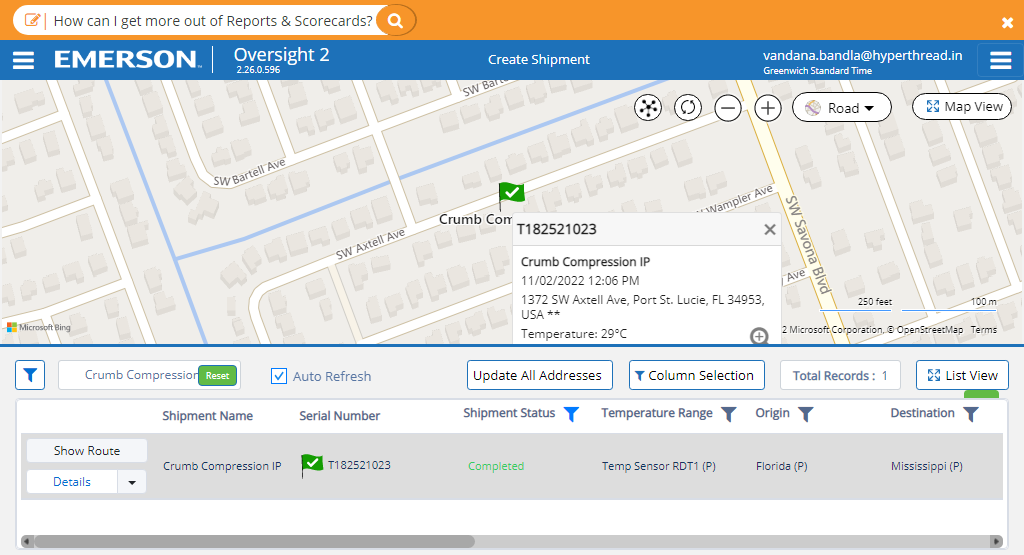 How can I get more out of Reports & Scorecards?
EMERSON
Oversight 2
2.26.0.596
Create Shipment
vandana.bandla@hyperthread.in
Greenwich Standard Time
SW Bartell Ave
SW Bartell Ave
Road
Map View
Crumb Com
SW Axtell Ave
W Wampler Ave
SW Savona Blvd
Ave
T182521023
Crumb Compression IP
11/02/2022 12:06 PM
1372 SW Axtell Ave, Port St. Lucie, FL 34953,
USA **
Temperature: 29°C
250 feet
100 m
Microsoft Bing
2 Microsoft Corporation, © OpenStreetMap Terms
Crumb Compression
Reset
Auto Refresh
Update All Addresses
Column Selection
Total Records : 1
List View
Shipment Name
Serial Number
Shipment Status
Temperature Range
Origin
Destination
Show Route
Details
Crumb Compression IP
T182521023
Completed
Temp Sensor RDT1 (P)
Florida (P)
Mississippi (P)